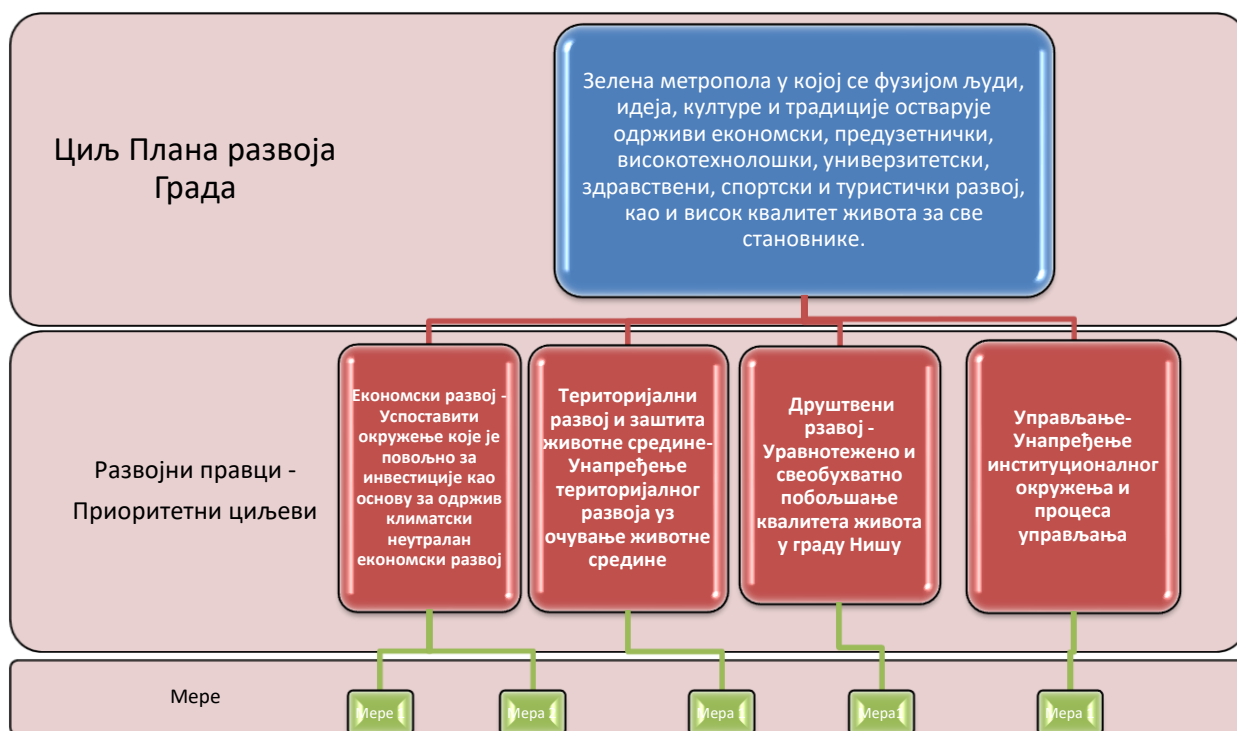 Циљ Плана развоја
Града
Зелена метропола у којој се фузијом људи,
идеја, културе и традиције остварује
одрживи економски, предузетнички,
високотехнолошки, универзитетски,
здравствени, спортски и туристички развој,
као и висок квалитет живота за све
становнике.
Развојни правци -
Приоритетни циљеви
Економски развој -
Успоставити
окружење које је
повољно за
инвестиције као
основу за одржив
климатски
неутралан
економски развој
Територијални
развој и заштита
животне средине-
Унапређење
територијалног
развоја уз
очување животне
средине
Друштвени
рзавој -
Уравнотежено и
свеобухватно
побољшање
квалитета живота
у граду Нишу
Управљање-
Унапређење
институционалног
окружења и
процеса
управљања
Мере
Мере 1
Мера 2
Мера
Мера1
Мера